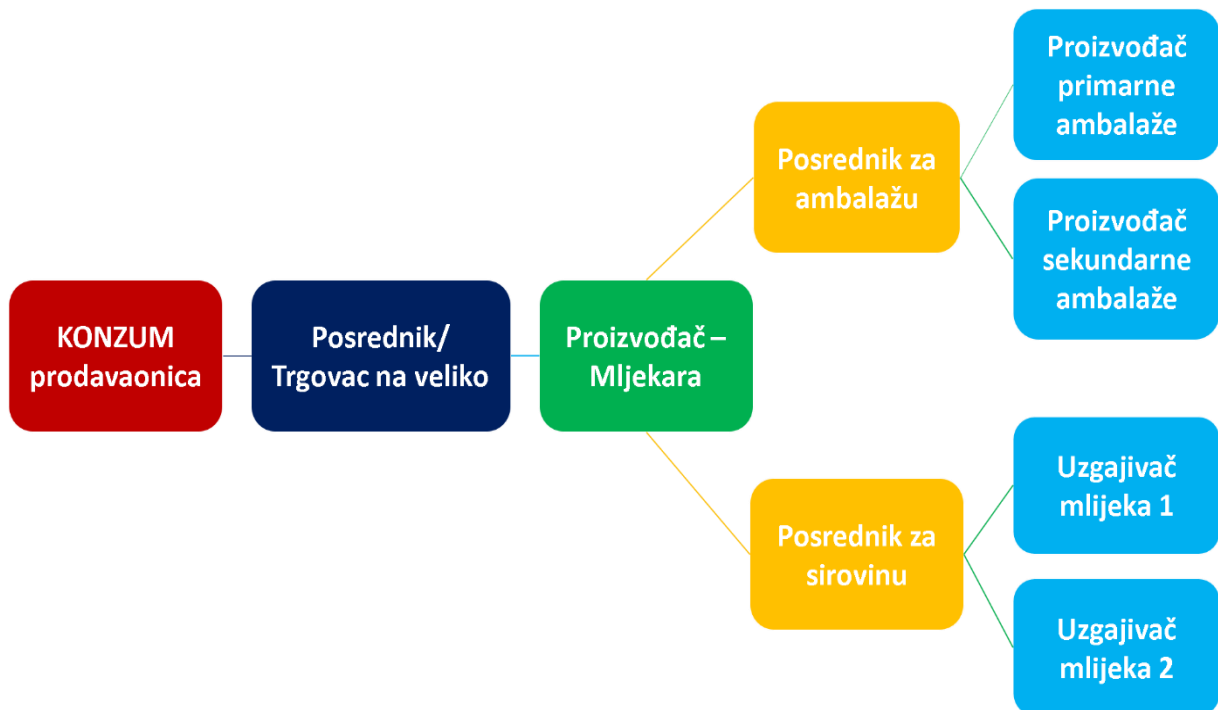 KONZUM
prodavaonica
Posrednik/
Trgovac na veliko
Proizvođač –
Mljekara
Posrednik za
ambalažu
Proizvođač
primarne
ambalaže
Proizvođač
sekundarne
ambalaže
Posrednik za
sirovinu
Uzgajivač
mlijeka 1
Uzgajivač
mlijeka 2